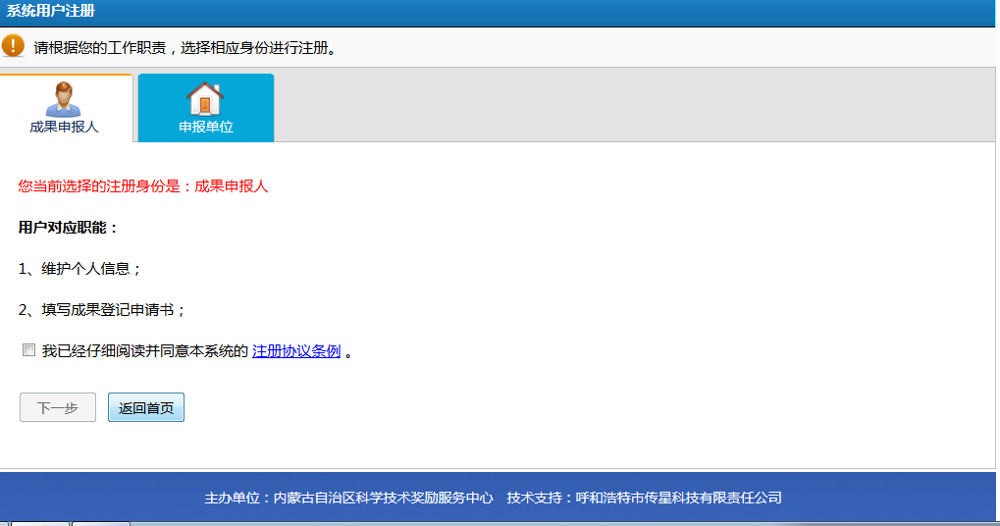 系统用户注册
请根据您的工作职责，选择相应身份进行注册。
成果申报人
申报单位
您当前选择的注册身份是：成果申报人
用户对应职能：
1、维护个人信息；
2、填写成果登记申请书；
我已经仔细阅读并同意本系统的 注册协议条例 。
下一步 返回首页
主办单位：内蒙古自治区科学技术奖励服务中心 技术支持：呼和浩特市传星科技有限责任公司